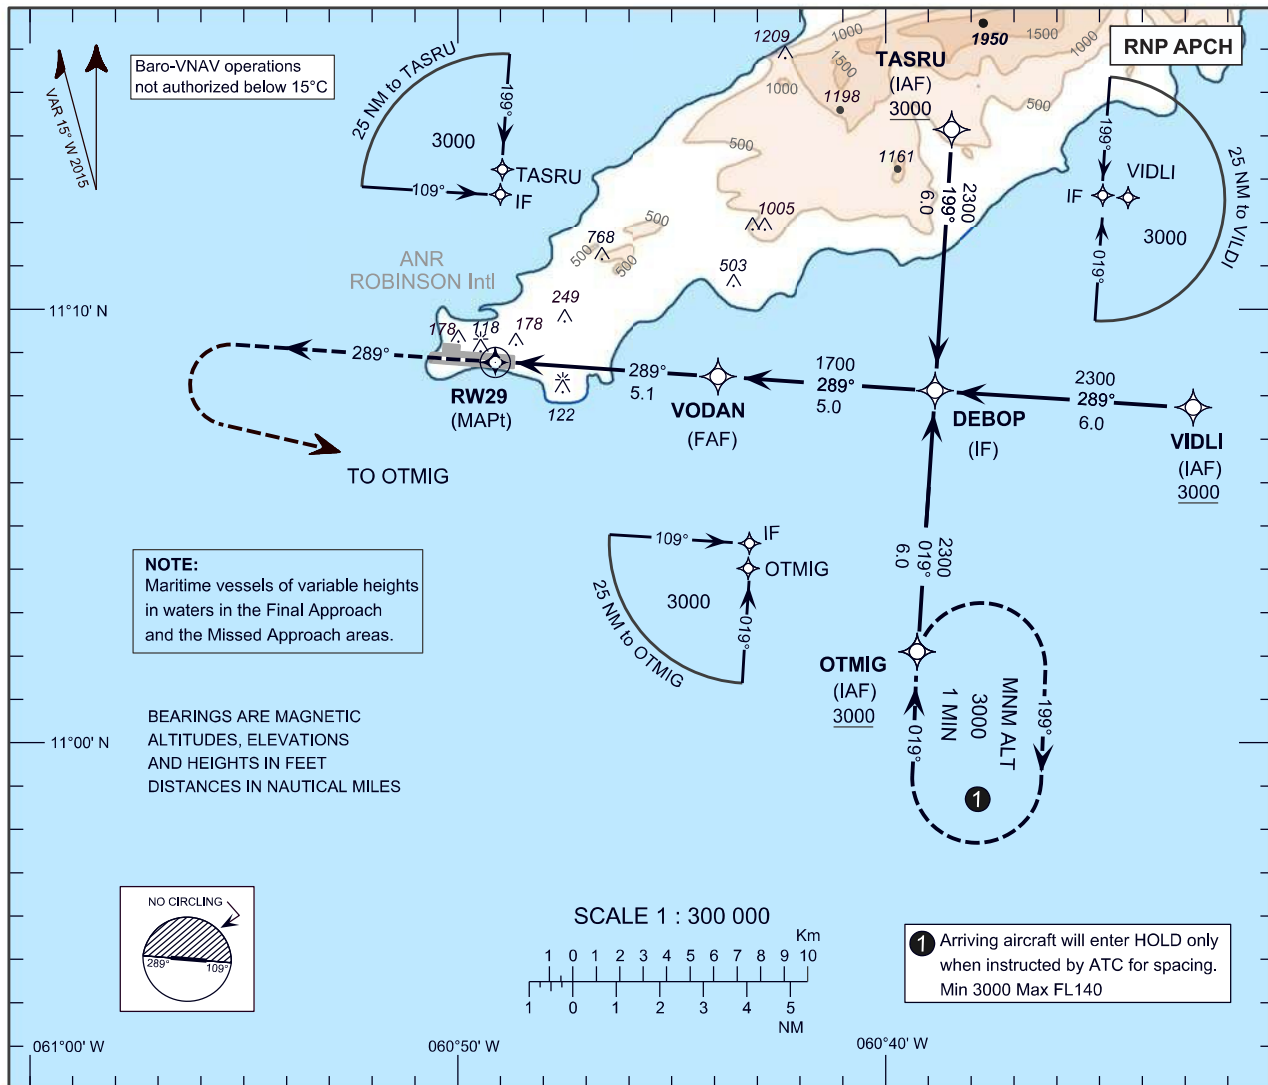 RNP APCH
Baro-VNAV operations
not authorized below 15°C
VAR 15° W 2015
25 NM to TASRU
199°
3000
TASRU
109°
IF
1209
1000
1500
1198
1950
1500
1000
1000
500
500
1161
TASRU
(IAF)
3000
2300
199°
6.0
199°
VIDLI
IF
3000
019°
25 NM to VILDI
1005
500
768
500
500
503
249
ANR
ROBINSON Intl
11°10' N
178
118
178
289°
RW29
(MAPt)
122
289°
5.1
VODAN
(FAF)
1700
289°
5.0
DEBOP
(IF)
2300
289°
6.0
VIDLI
(IAF)
3000
TO OTMIG
109°
IF
OTMIG
3000
019°
25 NM to OTMIG
2300
019°
6.0
NOTE:
Maritime vessels of variable heights
in waters in the Final Approach
and the Missed Approach areas.
OTMIG
(IAF)
3000
MNM ALT
3000
1 MIN
199°
019°
1
BEARINGS ARE MAGNETIC
ALTITUDES, ELEVATIONS
AND HEIGHTS IN FEET
DISTANCES IN NAUTICAL MILES
11°00' N
NO CIRCLING
289°
109°
SCALE 1 : 300 000
Km
1 0 1 2 3 4 5 6 7 8 9 10
1 0 1 2 3 4 5
NM
1 Arriving aircraft will enter HOLD only
when instructed by ATC for spacing.
Min 3000 Max FL140
061°00' W
060°50' W
060°40' W